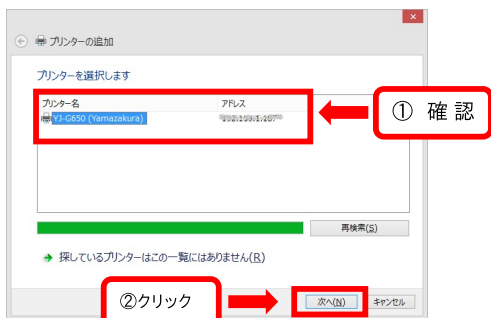 プリンターの追加
プリンターを選択します
プリンター名 アドレス
YJ-G650 (Yamazakura)
① 確認
再検索(S)
探しているプリンターはこの一覧にはありません(R)
②クリック
次へ(N) キャンセル